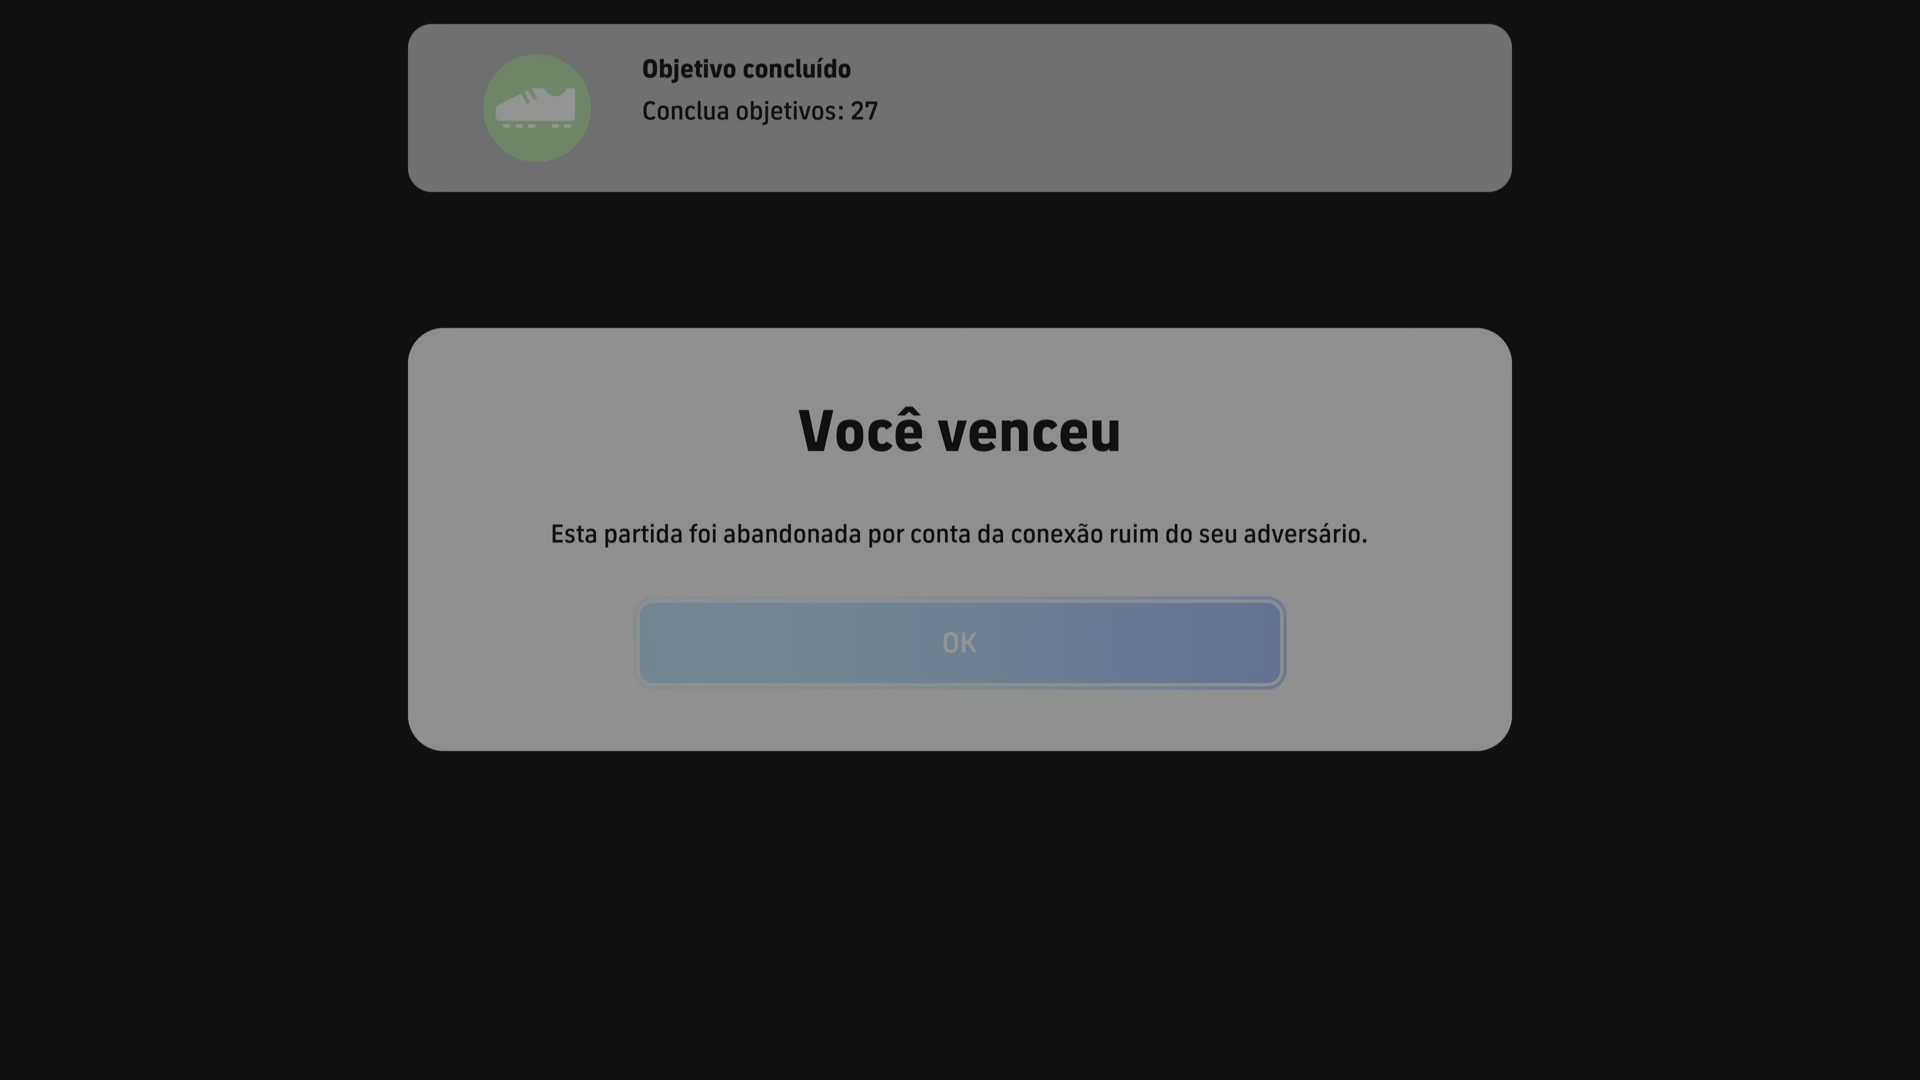 Objetivo concluído
Conclua objetivos: 27
Você venceu
Esta partida foi abandonada por conta da conexão ruim do seu adversário.
OK